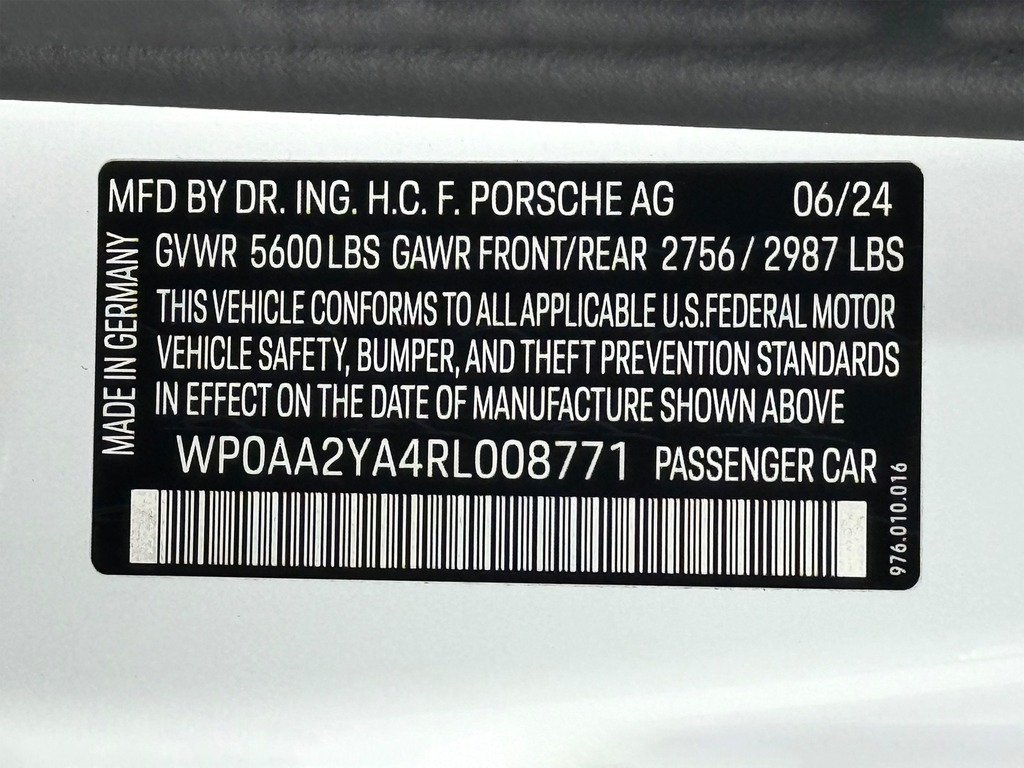 MFD BY DR. ING. H.C. F. PORSCHE AG 06/24
GVWR 5600 LBS GAWR FRONT/REAR 2756 / 2987 LBS
THIS VEHICLE CONFORMS TO ALL APPLICABLE U.S. FEDERAL MOTOR
VEHICLE SAFETY, BUMPER, AND THEFT PREVENTION STANDARDS
IN EFFECT ON THE DATE OF MANUFACTURE SHOWN ABOVE
WP0AA2YA4RL008771 PASSENGER CAR
MADE IN GERMANY
976.010.016